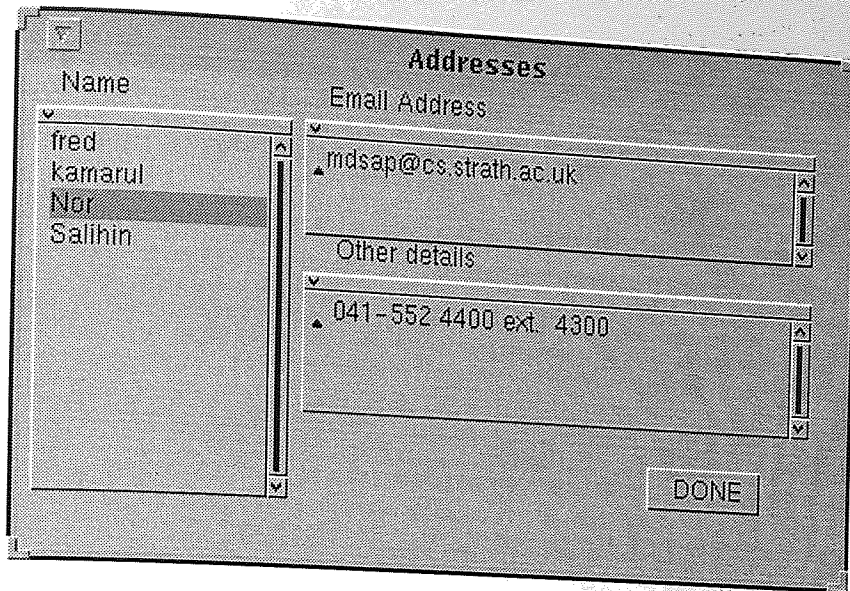 Addresses
Name
fred
kamarul
Nor
Salihin
Email Address
mdsap@cs.strath.ac.uk
Other details
041-552 4400 ext. 4300
DONE